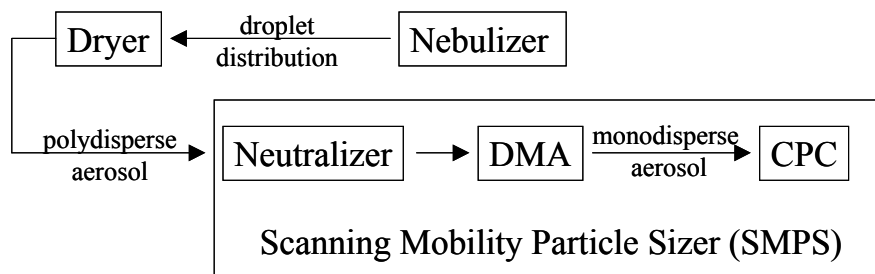 Dryer
droplet
distribution
Nebulizer
polydisperse
aerosol
Neutralizer
DMA
monodisperse
aerosol
CPC
Scanning Mobility Particle Sizer (SMPS)